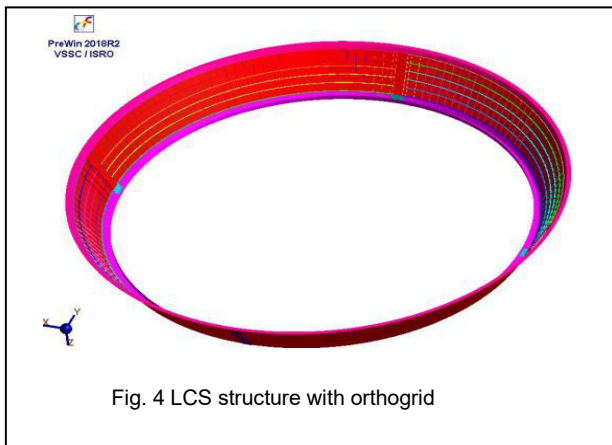 PreWin 2018R2
VSSC / ISRO
X
Y
Z
Fig. 4 LCS structure with orthogrid